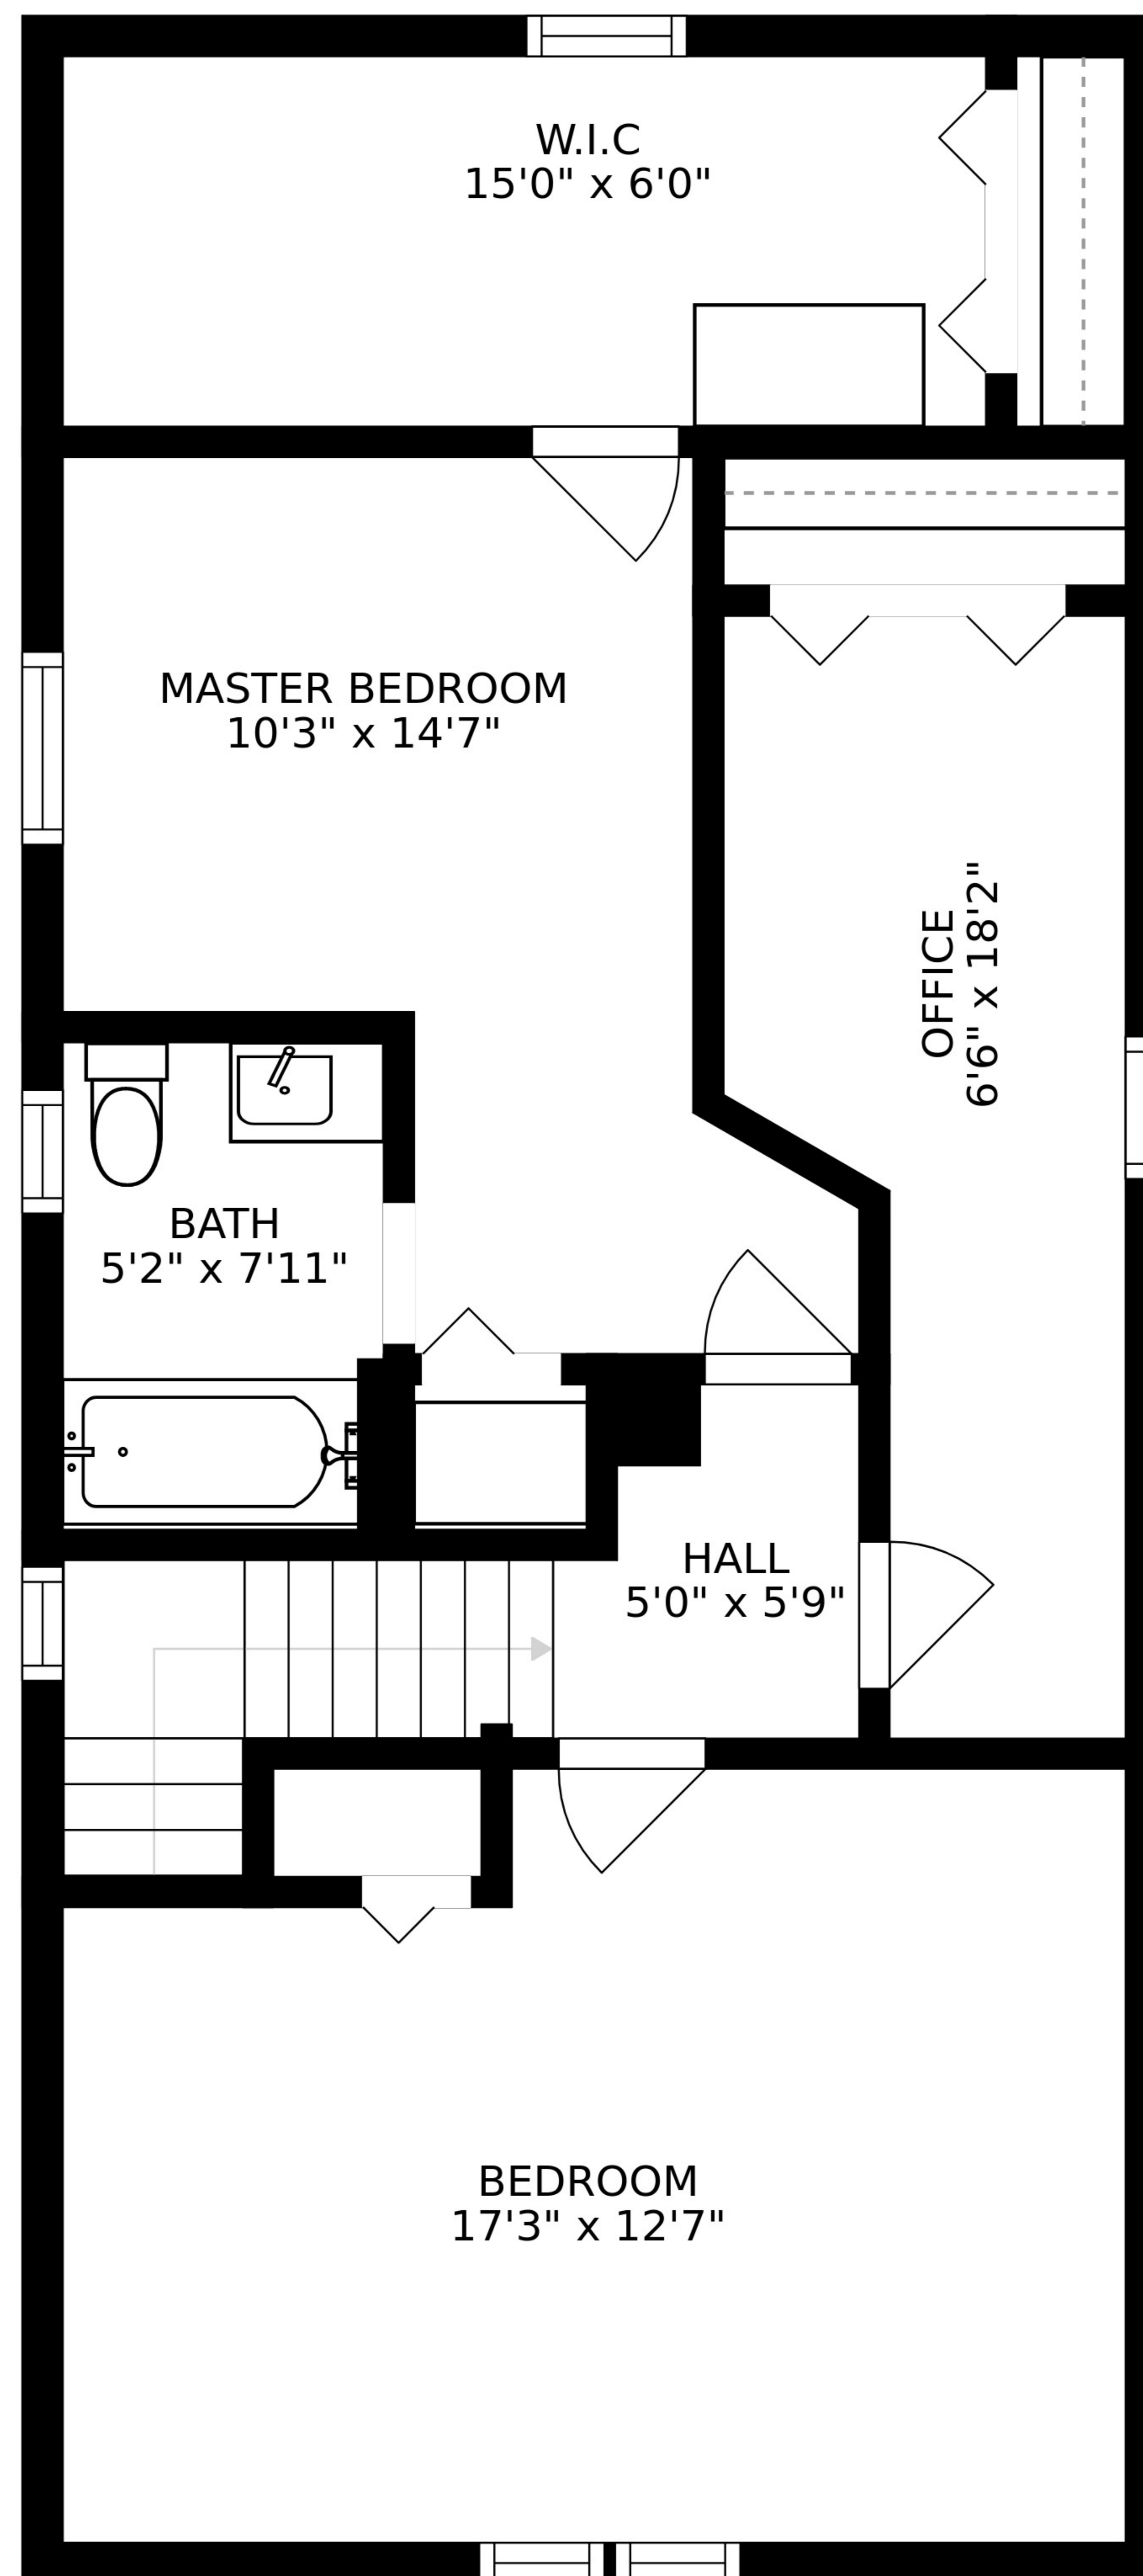 W.I.C
15'0" x 6'0"
MASTER BEDROOM
10'3" x 14'7"
OFFICE
6'6" x 18'2"
BATH
5'2" x 7'11"
HALL
5'0" x 5'9"
BEDROOM
17'3" x 12'7"